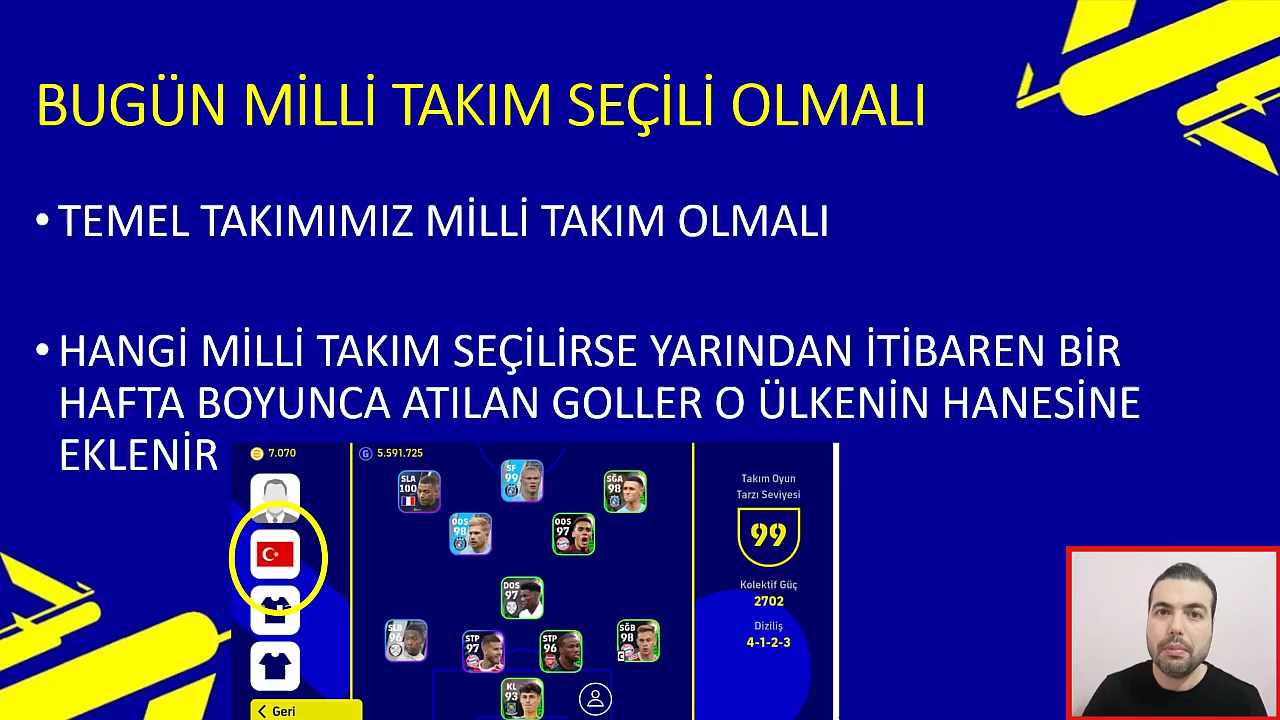 BUGÜN MİLLİ TAKIM SEÇİLİ OLMALI
• TEMEL TAKIMIMIZ MİLLİ TAKIM OLMALI
• HANGİ MİLLİ TAKIM SEÇİLİRSE YARINDAN İTİBAREN BİR
HAFTA BOYUNCA ATILAN GOLLER O ÜLKENİN HANESİNE
EKLENİR
7.070
G 5.591.725
SLA
100
SF
99
SĞA
98
OOS
98
OOS
97
DOS
97
SLB
96
STP
97
STP
96
SĞB
98
C
KL
93
Takım Oyun
Tarzı Seviyesi
99
Kolektif Güç
2702
Diziliş
4-1-2-3
Geri